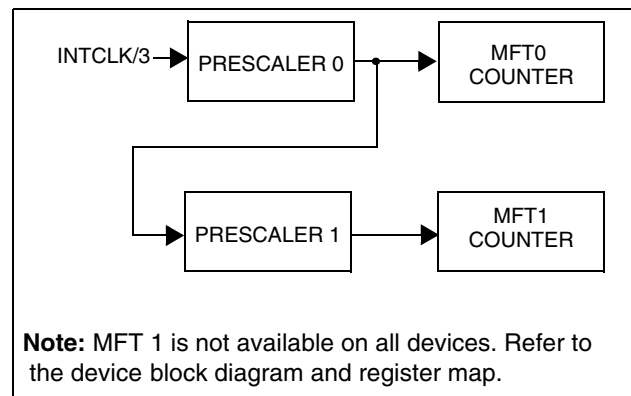 INTCLK/3
PRESCALER 0
MFT0
COUNTER
PRESCALER 1
MFT1
COUNTER
Note: MFT 1 is not available on all devices. Refer to
the device block diagram and register map.